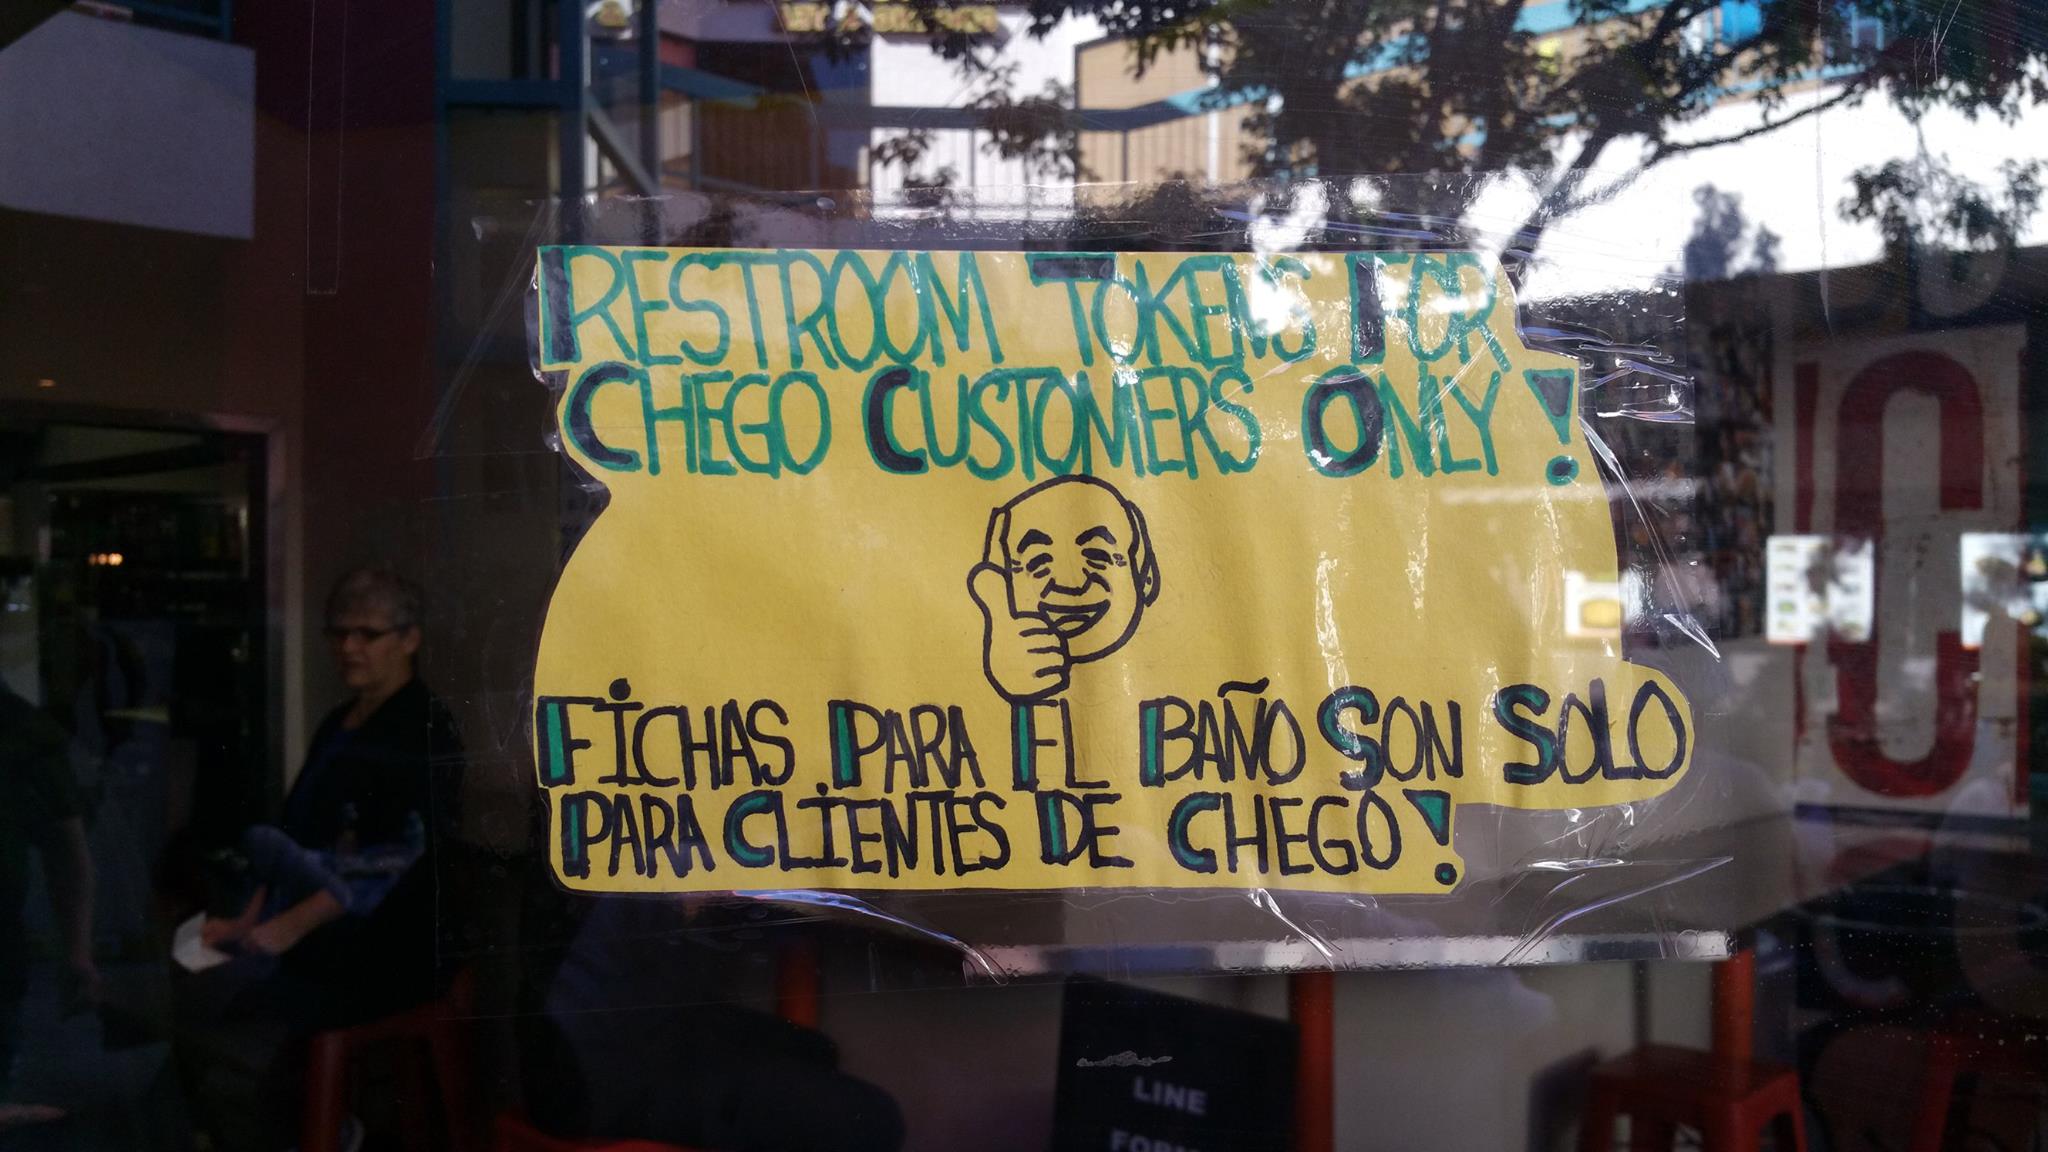 RESTROOM TOKENS FOR
CHEGO CUSTOMERS ONLY!
FICHAS PARA EL BAÑO SON SOLO
PARA CLIENTES DE CHEGO!
LINE